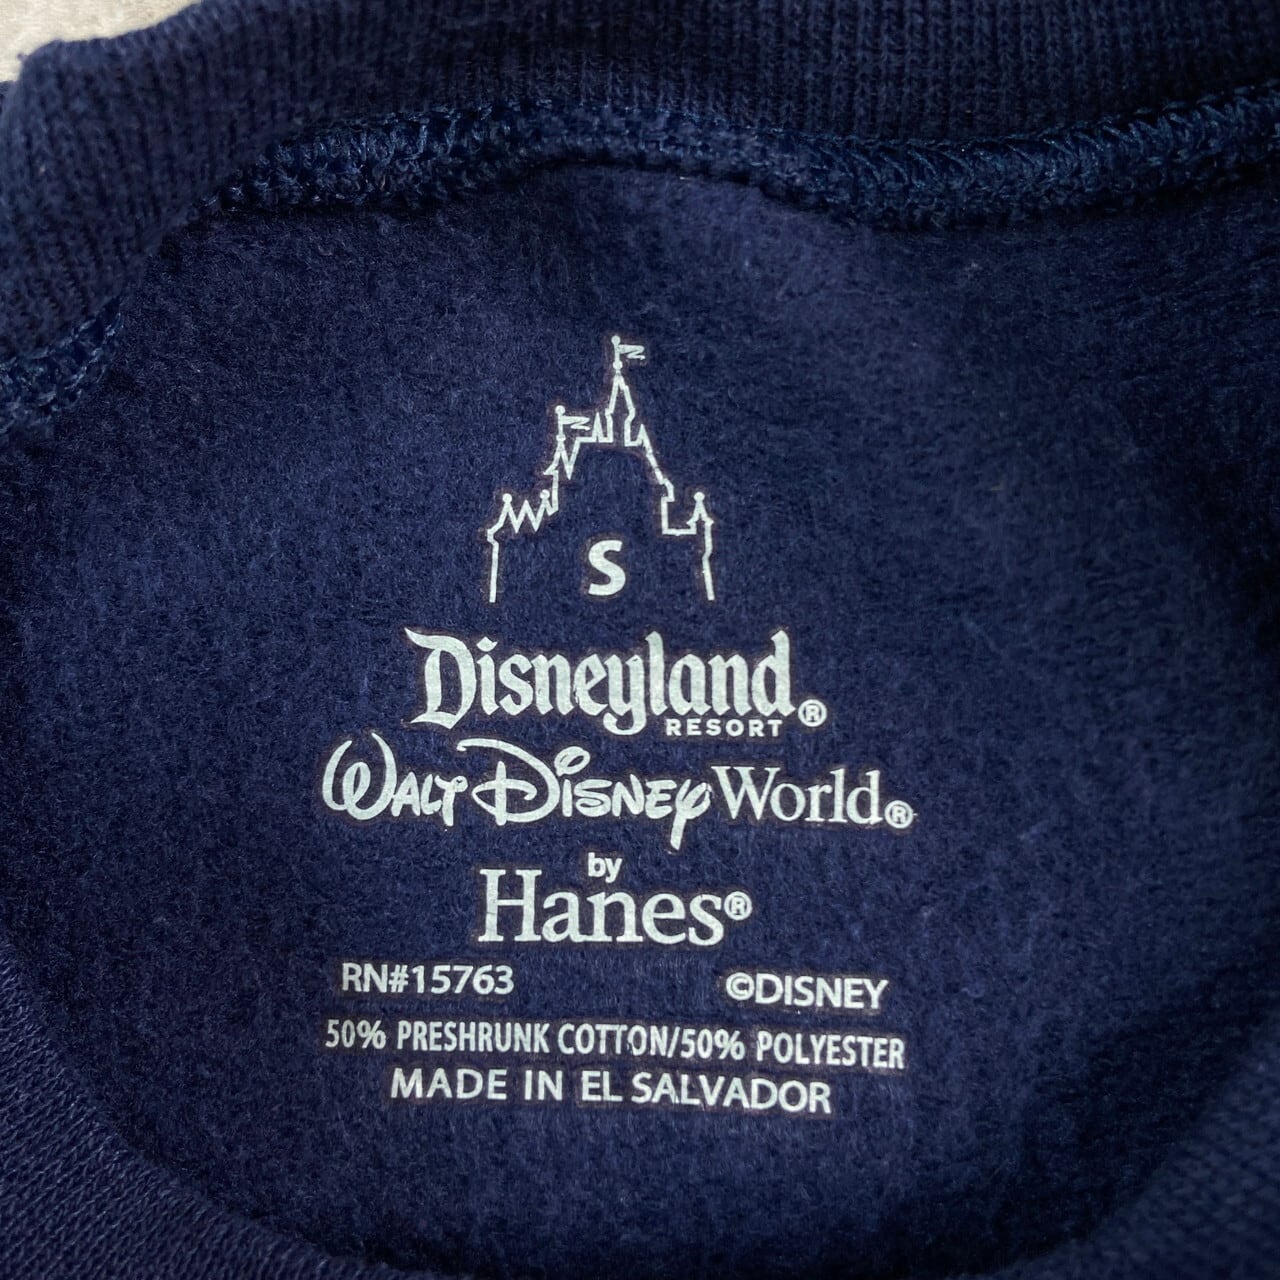 S
Disneyland®
RESORT
WALT DISNEY World®
by
Hanes®
RN#15763 ©DISNEY
50% PRESHRUNK COTTON/50% POLYESTER
MADE IN EL SALVADOR